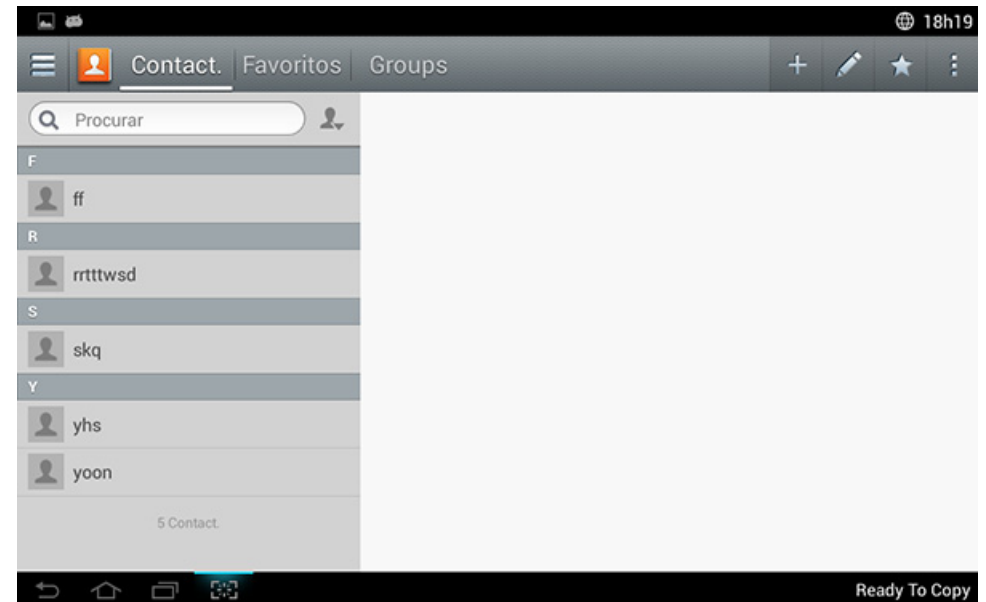 18h19
Contact. Favoritos Groups
Procurar
F
ff
R
rrtttwsd
S
skq
Y
yhs
yoon
5 Contact.
Ready To Copy